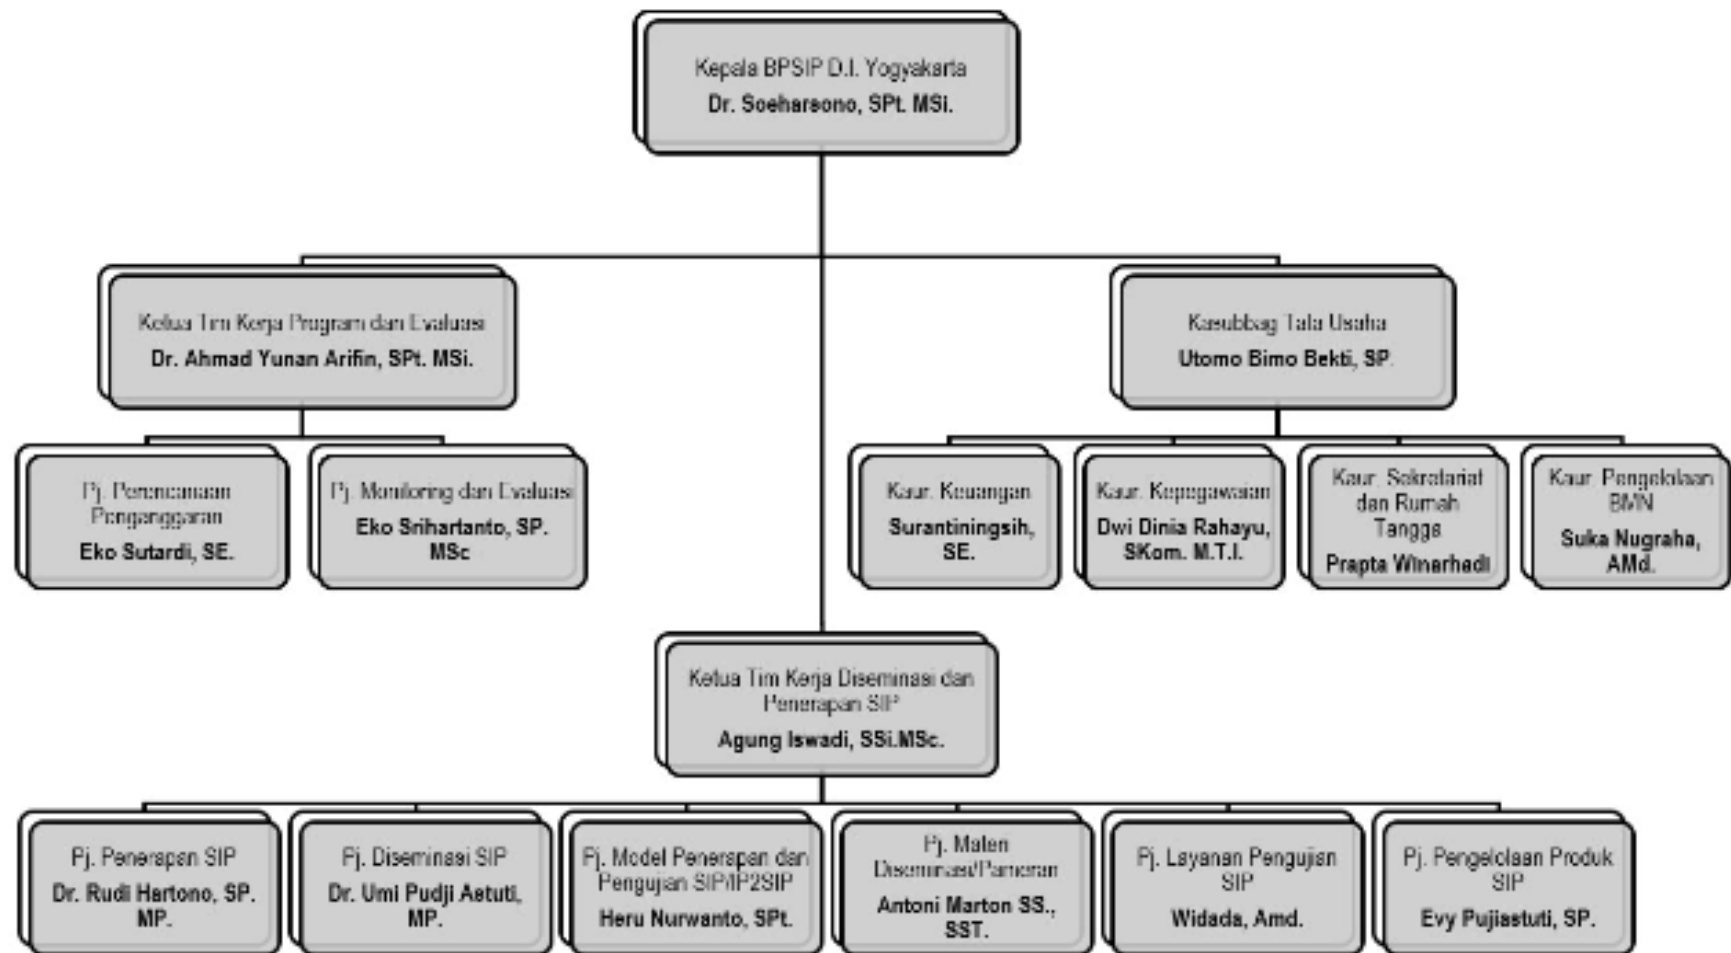 Kepala BPSIP D.I. Yogyakarta
Dr. Soeharsono, SPt. MSi.
Ketua Tim Kerja Program dan Evaluasi
Dr. Ahmad Yunan Arifin, SPt. MSi.
Kasubbag Tata Usaha
Utomo Bimo Bekti, SP.
Pj. Perencanaan
Penganggaran
Eko Sutardi, SE.
Pj. Monitoring dan Evaluasi
Eko Srihartanto, SP.
MSc
Kaur. Keuangan
Surantiningsih,
SE.
Kaur. Kepegawaian
Dwi Dinia Rahayu,
SKom. M.T.I.
Kaur. Sekretariat
dan Rumah
Tangga
Prapta Winarhadi
Kaur. Pengelolaan
BMN
Suka Nugraha,
AMd.
Ketua Tim Kerja Diseminasi dan
Penerapan SIP
Agung Iswadi, SSi.MSc.
Pj. Penerapan SIP
Dr. Rudi Hartono, SP.
MP.
Pj. Diseminasi SIP
Dr. Umi Pudji Astuti,
MP.
Pj. Model Penerapan dan
Pengujian SIP/IP2SIP
Heru Nurwanto, SPt.
Pj. Materi
Diseminasi/Pameran
Antoni Marton SS.,
SST.
Pj. Layanan Pengujian
SIP
Widada, Amd.
Pj. Pengelolaan Produk
SIP
Evy Pujiastuti, SP.